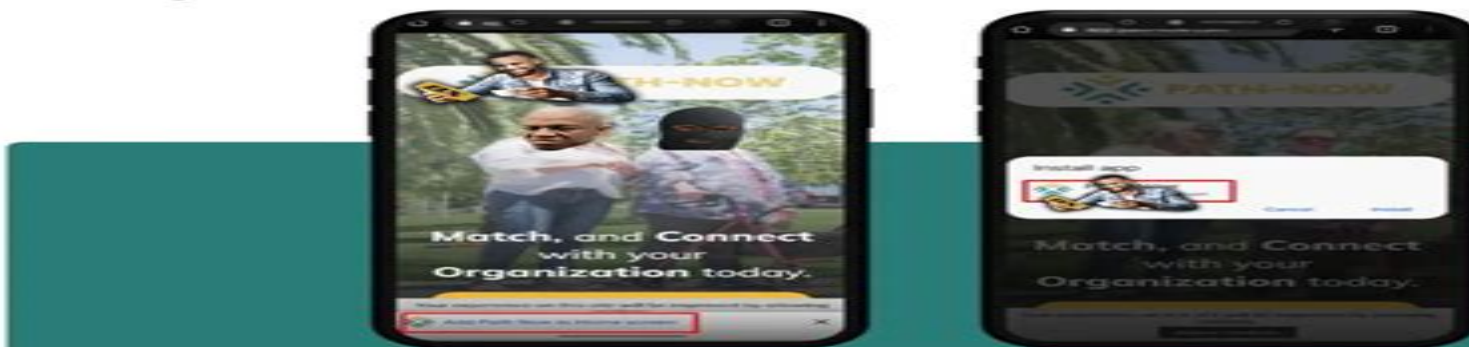 TH-NOW
Match, and Connect
with your
Organization today.
Add Path Now to Home screen
PATH-NOW
Install app
Cancel
Install
Match, and Connect
with your
Organization today.